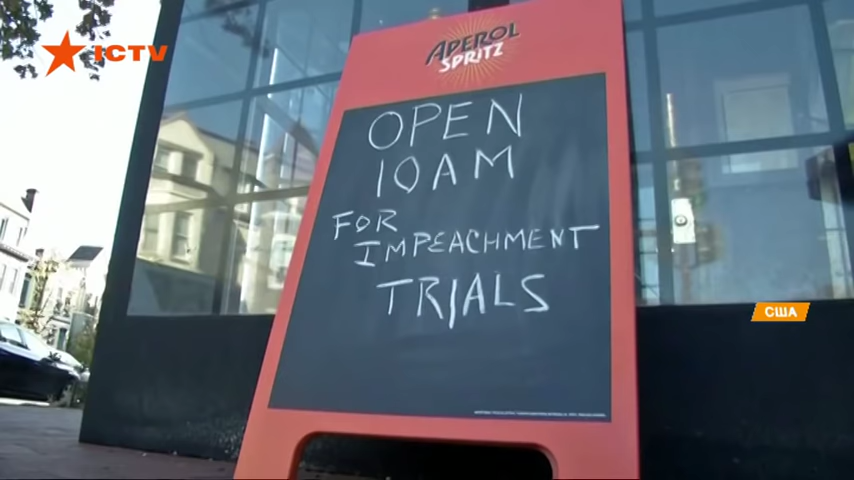 ICTV
APEROL
SPRITZ
OPEN
10AM
FOR
IMPEACHMENT
TRIALS
США